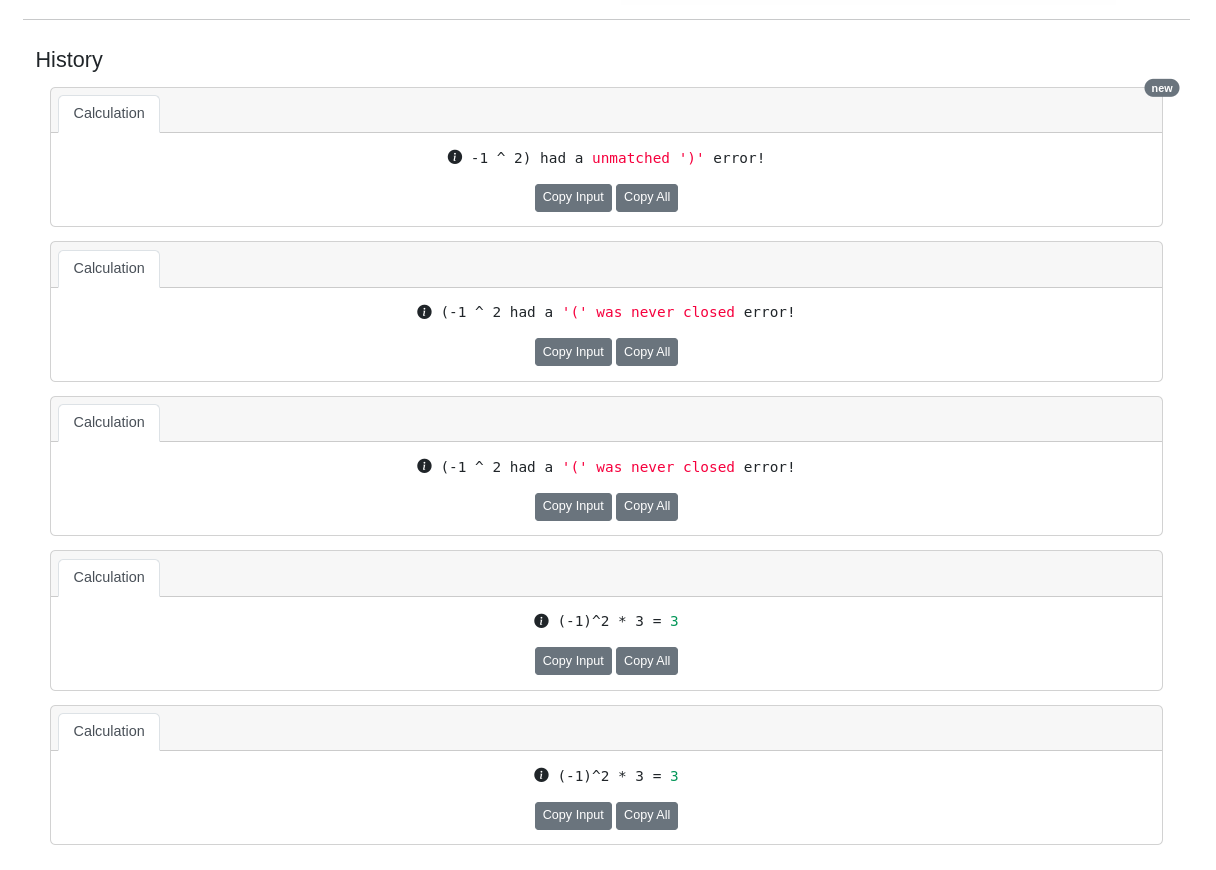 History
new
Calculation
-1 ^ 2) had a unmatched ')' error!
Copy Input Copy All
Calculation
(-1 ^ 2 had a '(' was never closed error!
Copy Input Copy All
Calculation
(-1 ^ 2 had a '(' was never closed error!
Copy Input Copy All
Calculation
(-1)^2 * 3 = 3
Copy Input Copy All
Calculation
(-1)^2 * 3 = 3
Copy Input Copy All